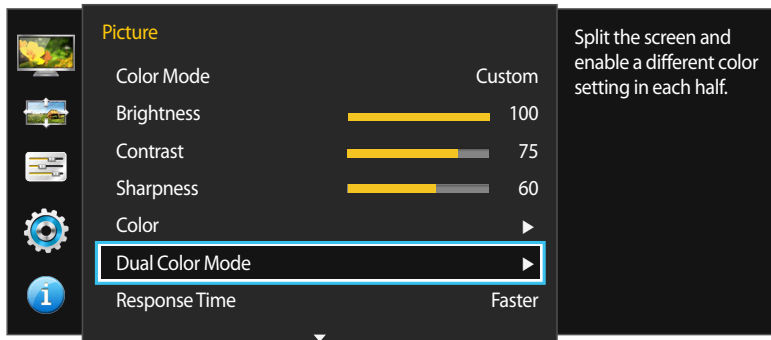 Picture
Color Mode Custom
Brightness 100
Contrast 75
Sharpness 60
Color
Dual Color Mode
Response Time Faster
Split the screen and
enable a different color
setting in each half.